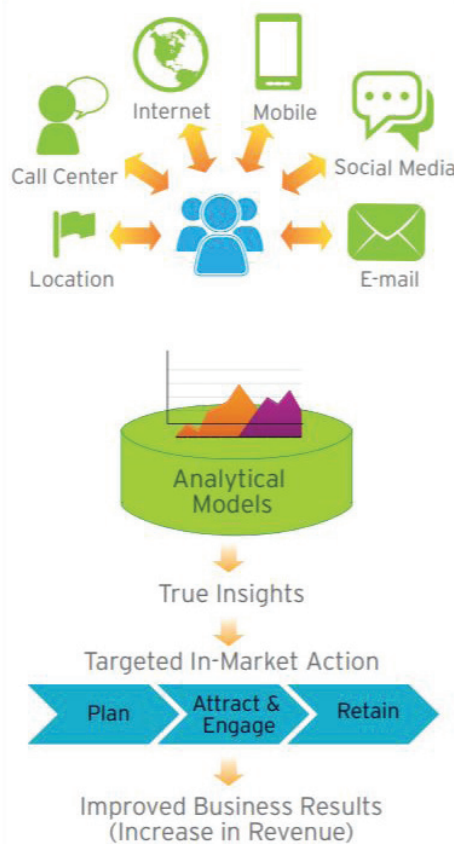 Internet
Mobile
Call Center
Social Media
Location
E-mail
Analytical
Models
True Insights
Targeted In-Market Action
Plan
Attract &
Engage
Retain
Improved Business Results
(Increase in Revenue)